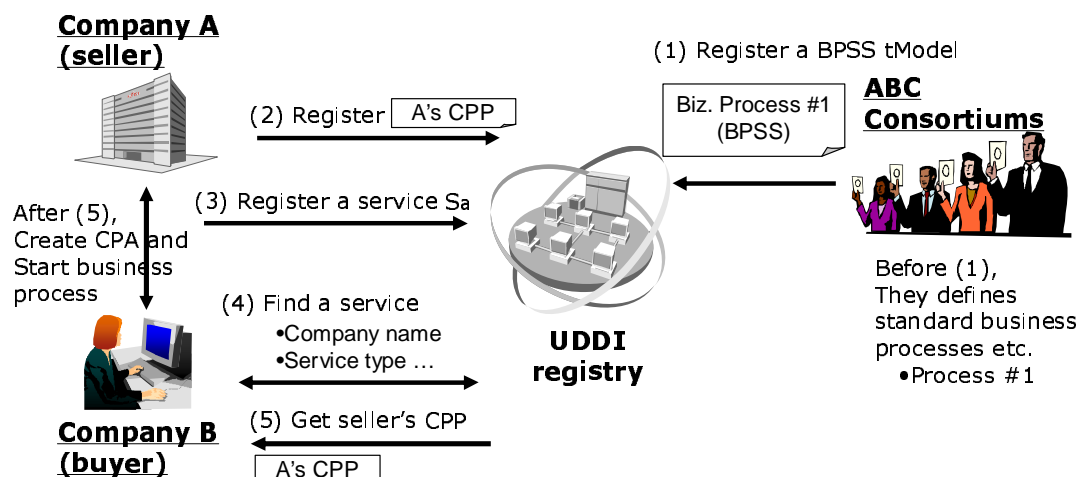 Company A
(seller)
(1) Register a BPSS tModel
ABC
Consortiums
Biz. Process #1
(BPSS)
(2) Register
A's CPP
(3) Register a service Sa
After (5),
Create CPA and
Start business
process
(4) Find a service
•Company name
•Service type …
UDDI
registry
Before (1),
They defines
standard business
processes etc.
•Process #1
(5) Get seller's CPP
A's CPP
Company B
(buyer)